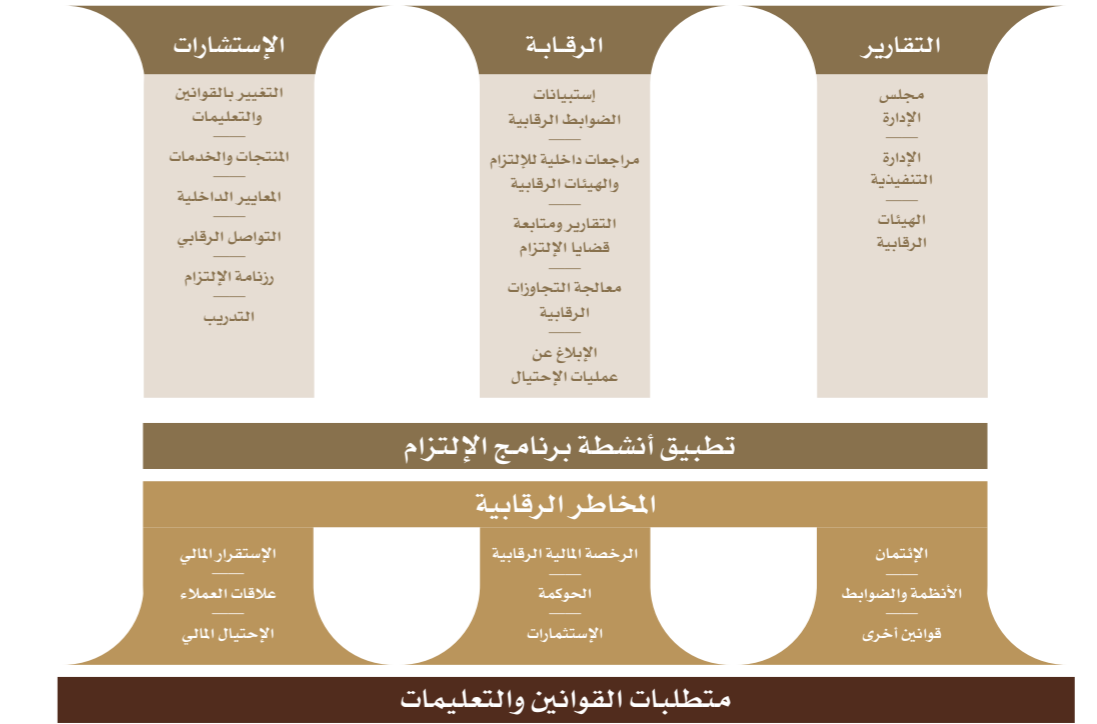 التقارير
مجلس
الإدارة
الإدارة
التنفيذية
الهيئات
الرقابية
الرقابة
إستبيانات
الضوابط الرقابية
مراجعات داخلية للإلتزام
والهيئات الرقابية
التقارير ومتابعة
قضايا الإلتزام
معالجة التجاوزات
الرقابية
الإبلاغ عن
عمليات الإحتيال
الإستشارات
التغيير بالقوانين
والتعليمات
المنتجات والخدمات
المعايير الداخلية
التواصل الرقابي
رزنامة الإلتزام
التدريب
تطبيق أنشطة برنامج الإلتزام
المخاطر الرقابية
الإئتمان
الأنظمة والضوابط
قوانين أخرى
الرخصة المالية الرقابية
الحوكمة
الإستثمارات
الإستقرار المالي
علاقات العملاء
الإحتيال المالي
متطلبات القوانين والتعليمات